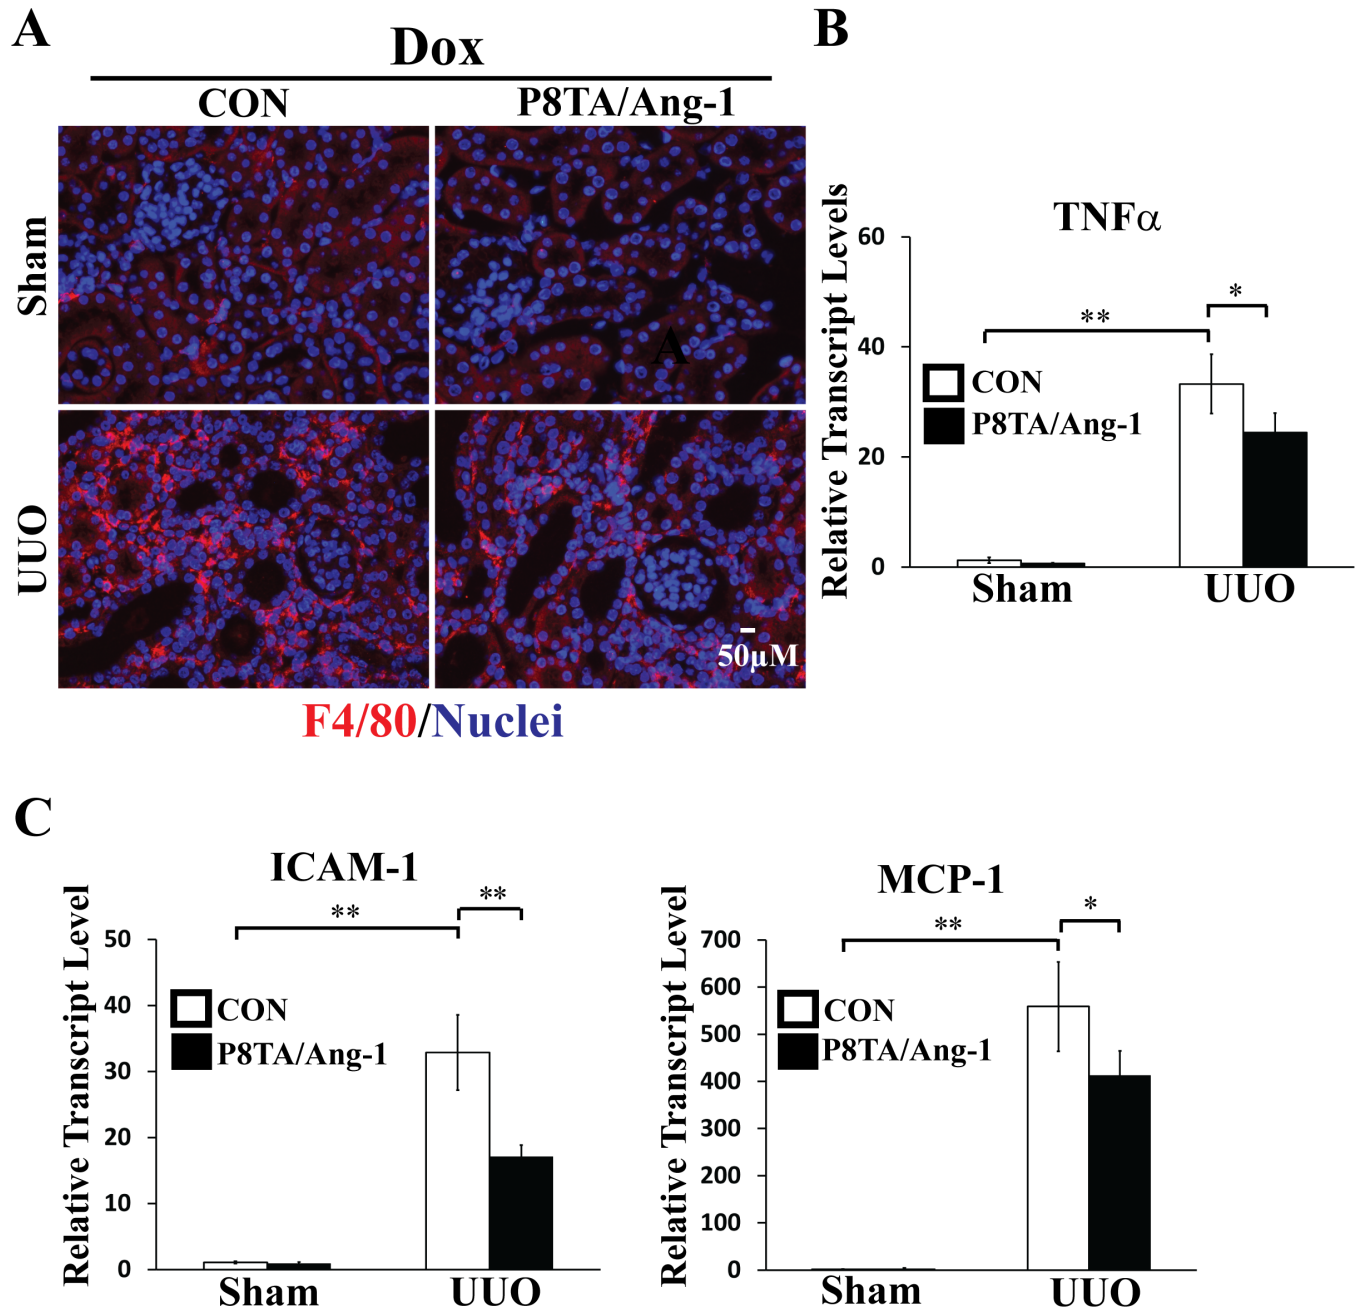 A
Dox
CON
P8TA/Ang-1
Sham
A
UUO
50µM
F4/80/Nuclei
B
TNFα
Relative Transcript Levels
60
40
20
0
**
*
CON
P8TA/Ang-1
Sham
UUO
C
ICAM-1
Relative Transcript Level
50
40
30
20
10
0
**
**
CON
P8TA/Ang-1
Sham
UUO
MCP-1
Relative Transcript Level
700
600
500
400
300
200
100
0
**
*
CON
P8TA/Ang-1
Sham
UUO